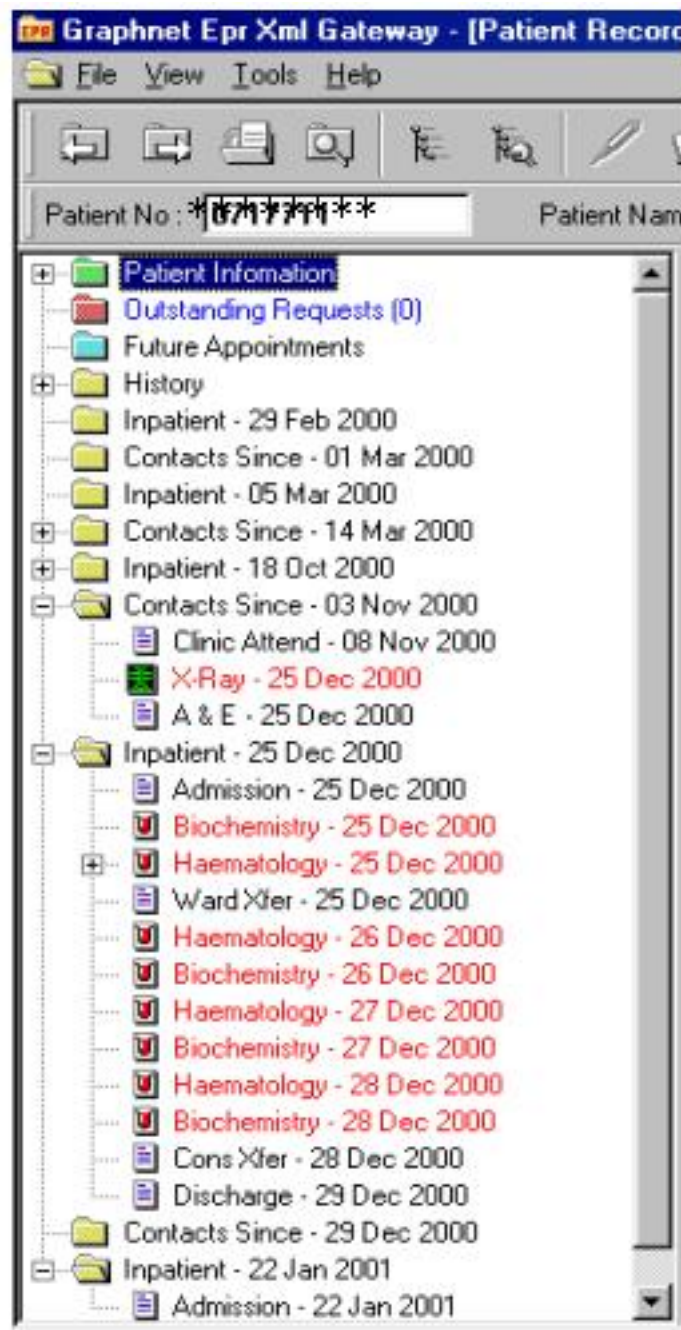 EPR Graphnet Epr Xml Gateway - [Patient Record
File View Tools Help
Patient No : Patient Nam
Patient Infomation
Outstanding Requests (0)
Future Appointments
History
Inpatient - 29 Feb 2000
Contacts Since - 01 Mar 2000
Inpatient - 05 Mar 2000
Contacts Since - 14 Mar 2000
Inpatient - 18 Oct 2000
Contacts Since - 03 Nov 2000
Clinic Attend - 08 Nov 2000
X-Ray - 25 Dec 2000
A & E - 25 Dec 2000
Inpatient - 25 Dec 2000
Admission - 25 Dec 2000
Biochemistry - 25 Dec 2000
Haematology - 25 Dec 2000
Ward Xfer - 25 Dec 2000
Haematology - 26 Dec 2000
Biochemistry - 26 Dec 2000
Haematology - 27 Dec 2000
Biochemistry - 27 Dec 2000
Haematology - 28 Dec 2000
Biochemistry - 28 Dec 2000
Cons Xfer - 28 Dec 2000
Discharge - 29 Dec 2000
Contacts Since - 29 Dec 2000
Inpatient - 22 Jan 2001
Admission - 22 Jan 2001